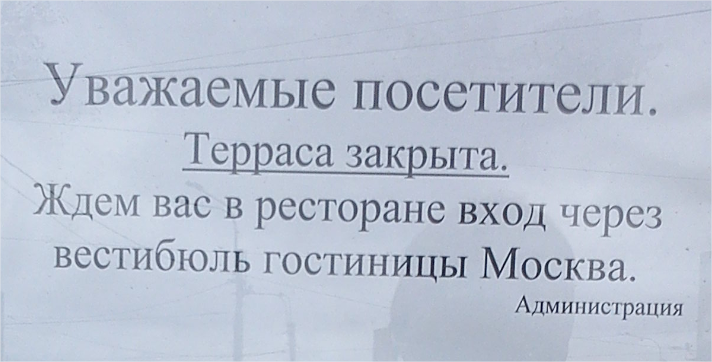 Уважаемые посетители.
Терраса закрыта.
Ждем вас в ресторане вход через
вестибюль гостиницы Москва.
Администрация